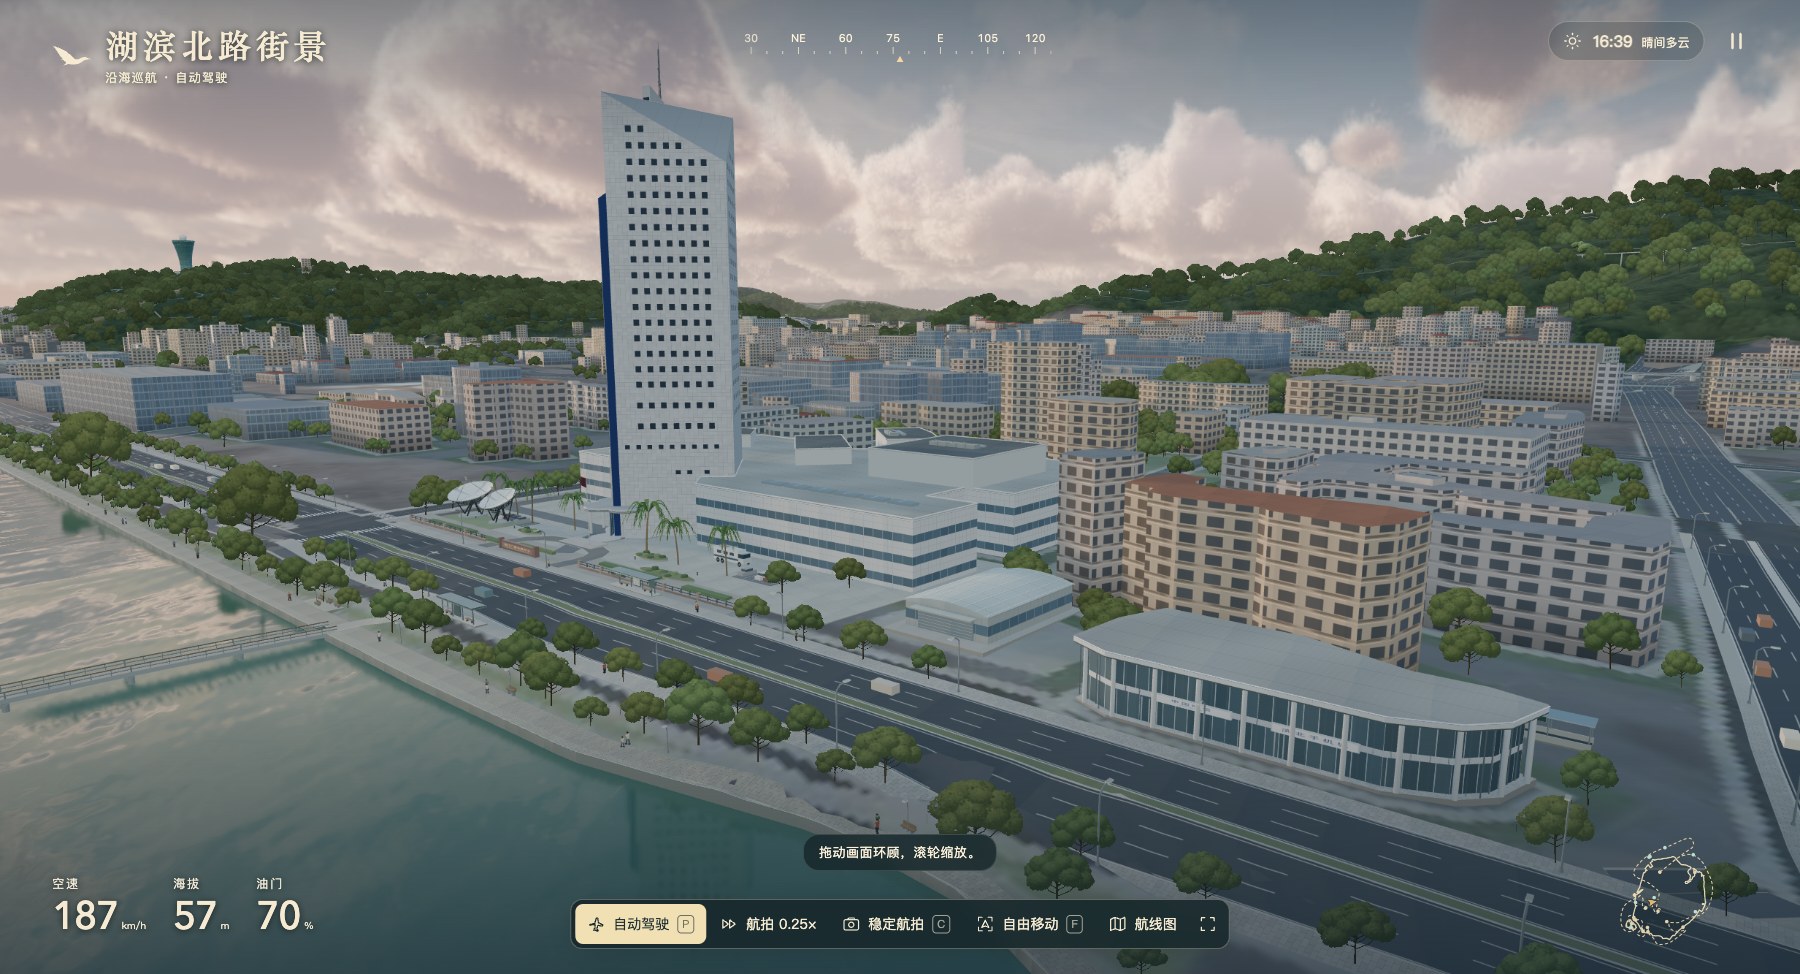 湖滨北路街景
沿海巡航 · 自动驾驶
30 NE 60 75 E 105 120
16:39 晴间多云
拖动画面环顾，滚轮缩放。
空速 海拔 油门
187 km/h 57 m 70 %
自动驾驶 P 航拍 0.25x 稳定航拍 C 自由移动 F 航线图